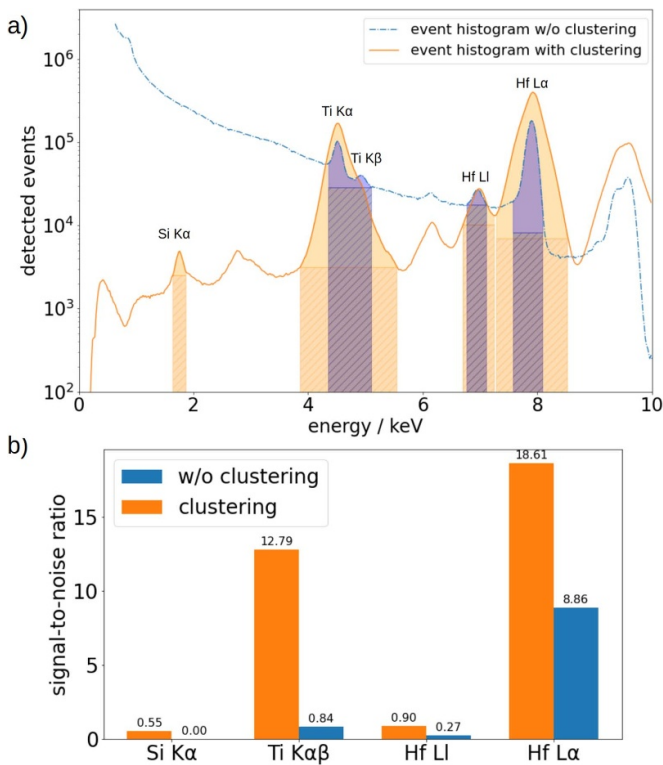 a)
event histogram w/o clustering
event histogram with clustering
10⁶
10⁵
10⁴
10³
10²
detected events
Si Kα
Ti Kα
Ti Kβ
Hf Ll
Hf Lα
0 2 4 6 8 10
energy / keV
b)
w/o clustering
clustering
signal-to-noise ratio
15
10
5
0
0.55 0.00 12.79 0.84 0.90 0.27 18.61 8.86
Si Kα Ti Kαβ Hf Ll Hf Lα